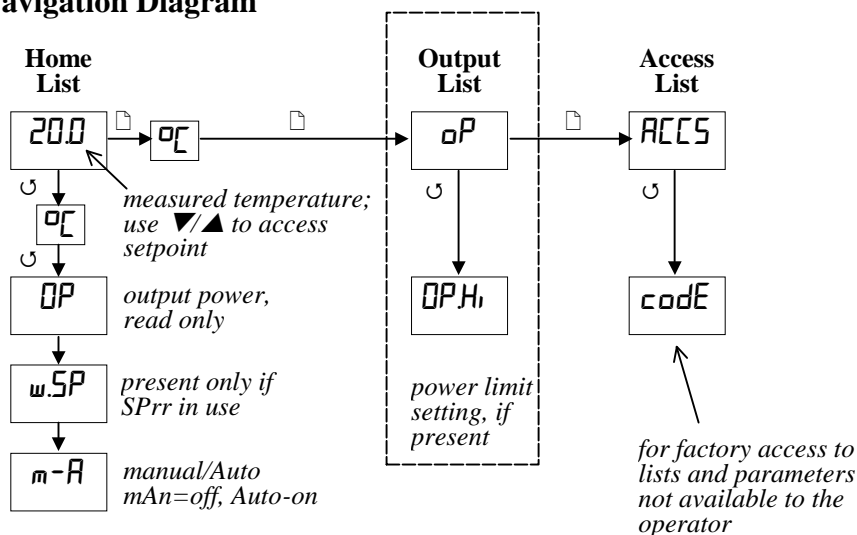 avigation Diagram
Home
List
Output
List
Access
List
20.0
°C
oP
ACCS
measured temperature;
use ▼/▲ to access
setpoint
°C
OP
output power,
read only
OP.Hi
codE
w.SP
present only if
SPrr in use
power limit
setting, if
present
m-A
manual/Auto
mAn=off, Auto-on
for factory access to
lists and parameters
not available to the
operator